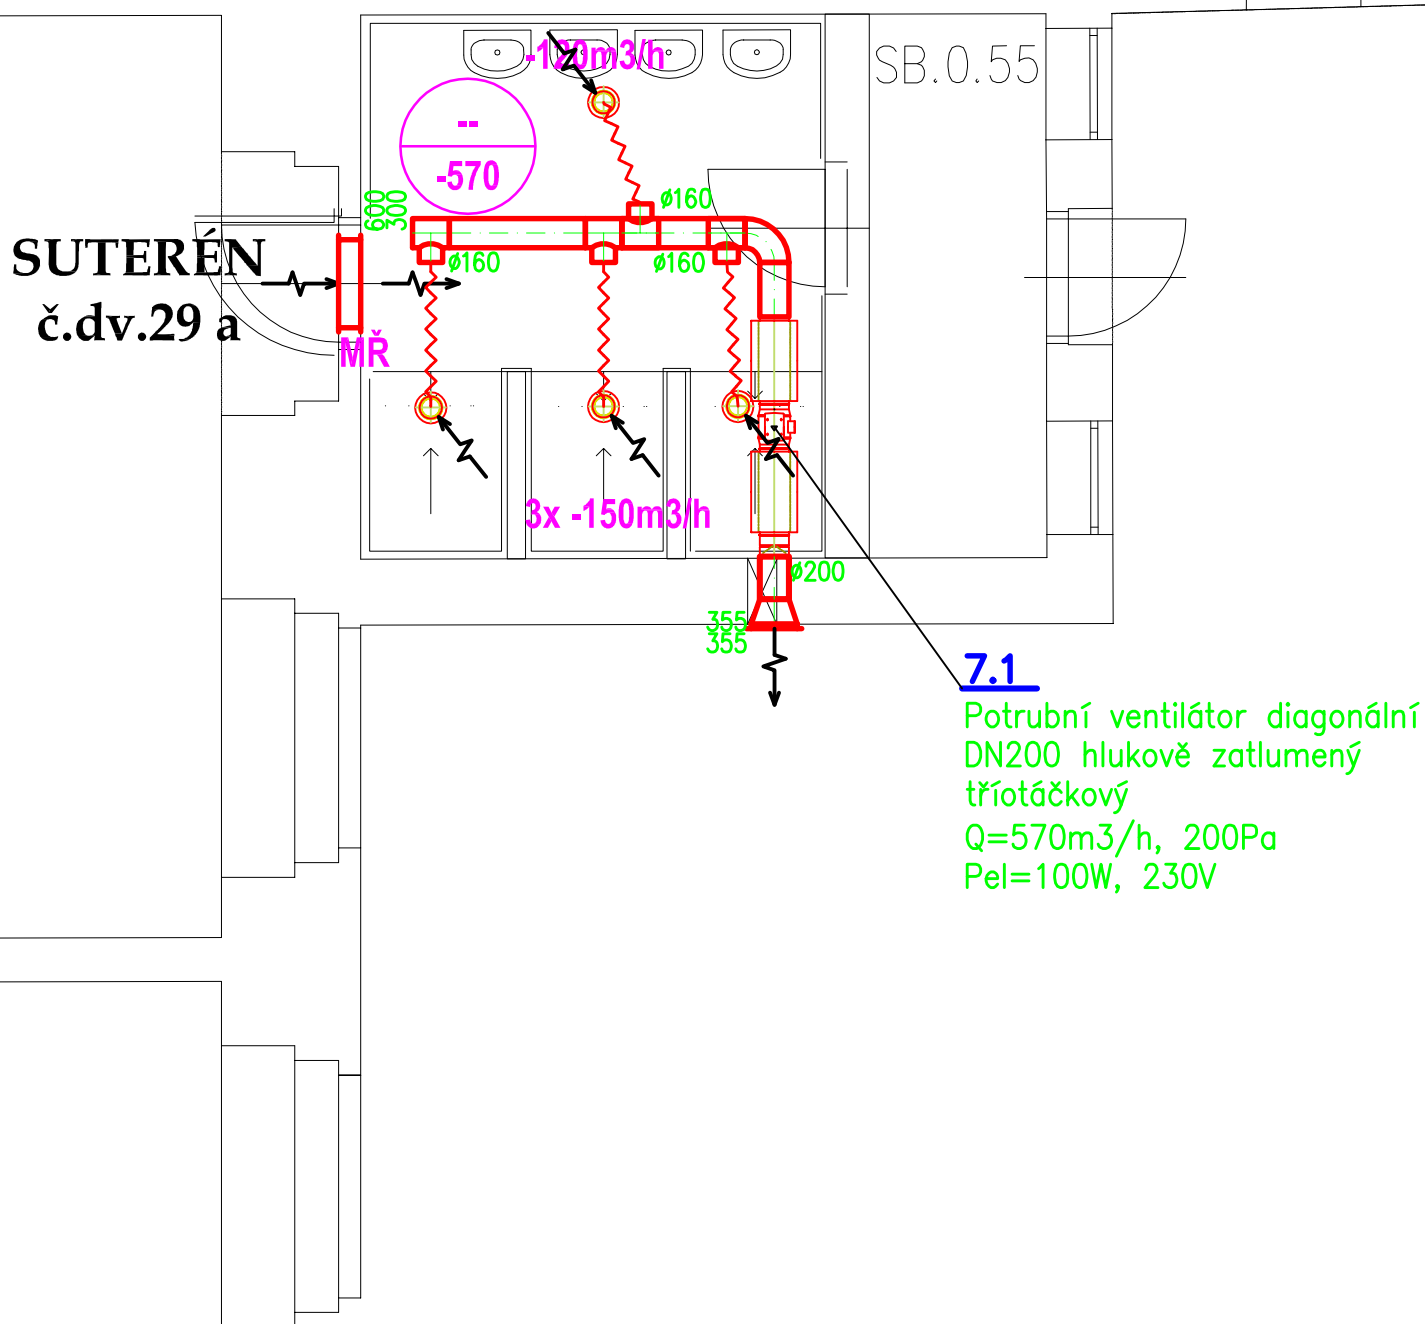 -120m3/h
SB.0.55
--
-570
600
300
ø160
SUTERÉN
č.dv.29 a
ø160
ø160
MŘ
3x -150m3/h
ø200
355
355
7.1
Potrubní ventilátor diagonální
DN200 hlukově zatlumený
tříotáčkový
Q=570m3/h, 200Pa
Pel=100W, 230V